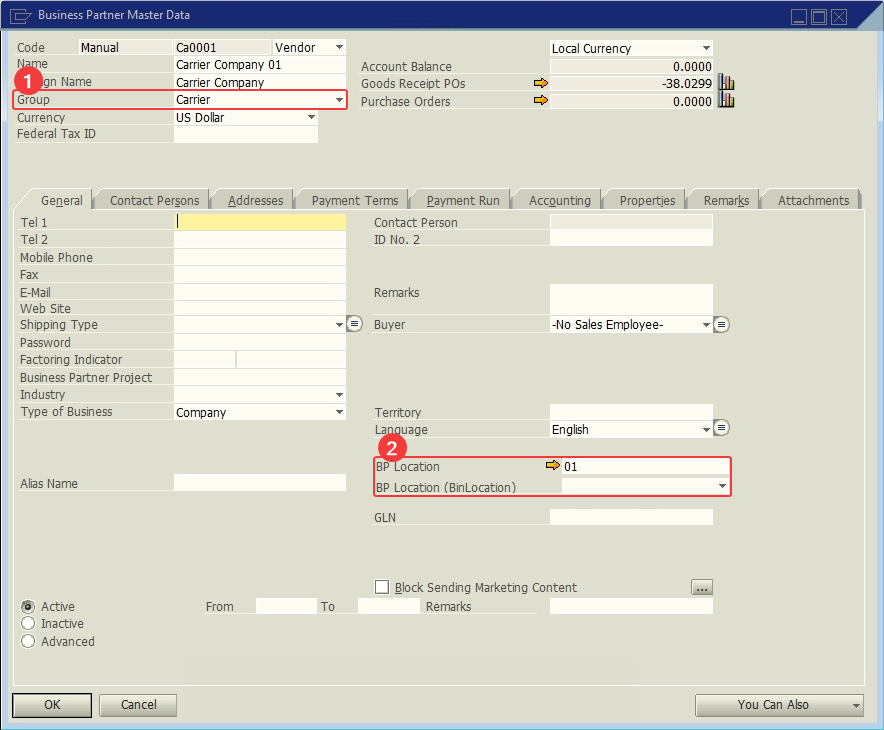 Business Partner Master Data
Code Manual Ca0001 Vendor Local Currency
Name Carrier Company 01 Account Balance 0.0000
1 gn Name Carrier Company Goods Receipt POs -38.0299
Group Carrier Purchase Orders 0.0000
Currency US Dollar
Federal Tax ID
General Contact Persons Addresses Payment Terms Payment Run Accounting Properties Remarks Attachments
Tel 1 Contact Person
Tel 2 ID No. 2
Mobile Phone
Fax
E-Mail Remarks
Web Site
Shipping Type Buyer -No Sales Employee-
Password
Factoring Indicator
Business Partner Project
Industry
Type of Business Company Territory
Language English
2
BP Location 01
Alias Name BP Location (BinLocation)
GLN
Block Sending Marketing Content ...
Active From To Remarks
Inactive
Advanced
OK Cancel You Can Also